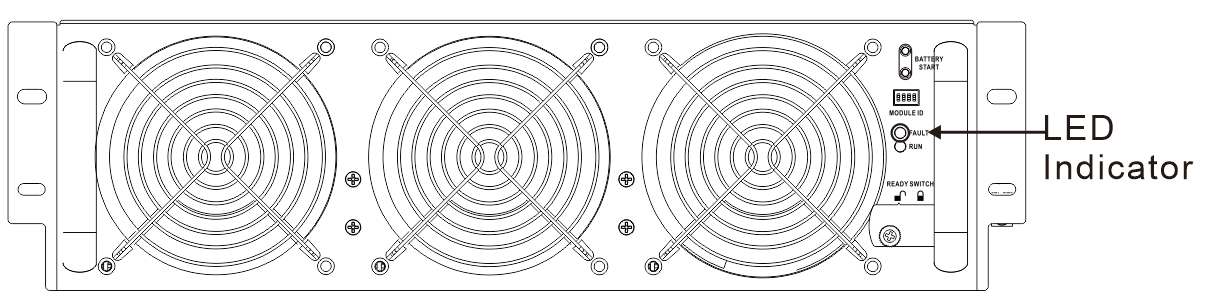 BATTERY
START
MODULE ID
FAULT
RUN
READY SWITCH
LED
Indicator